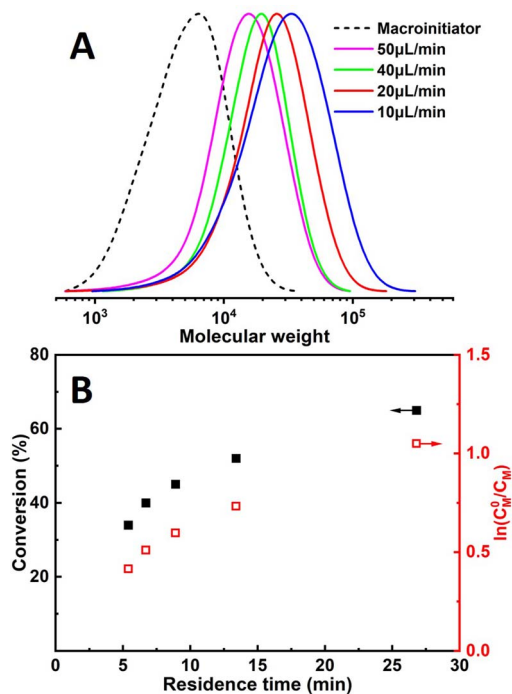 A
Macroinitiator
50μL/min
40μL/min
20μL/min
10μL/min
10³ 10⁴ 10⁵
Molecular weight
B
80
60
40
20
Conversion (%)
1.5
1.0
0.5
0.0
ln(C⁰_M/C_M)
0 5 10 15 20 25 30
Residence time (min)